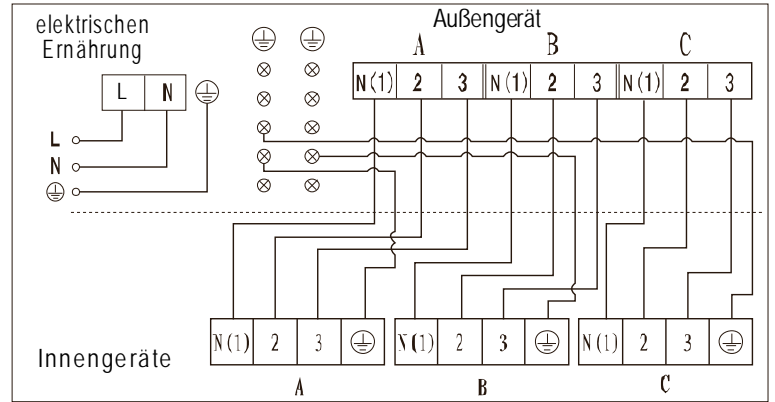 elektrischen
Ernährung
Außengerät
A B C
L N
N(1) 2 3 N(1) 2 3 N(1) 2 3
L
N
N(1) 2 3 N(1) 2 3 N(1) 2 3
Innengeräte
A B C